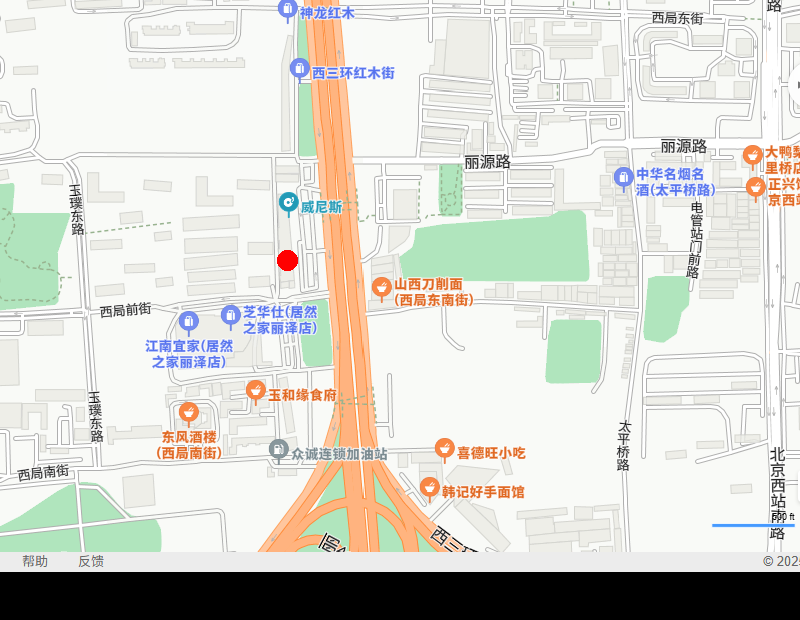 神龙红木
西局东街
西三环红木街
丽源路
丽源路
中华名烟名
酒(太平桥路)
玉璞东路
威尼斯
电管站门前路
山西刀削面
(西局东南街)
西局前街
芝华仕(居然
之家丽泽店)
江南宜家(居然
之家丽泽店)
玉和缘食府
玉璞东路
东风酒楼
(西局南街)
太平桥路
众诚连锁加油站
喜德旺小吃
西局南街
韩记好手面馆
北京西站南路
帮助
反馈